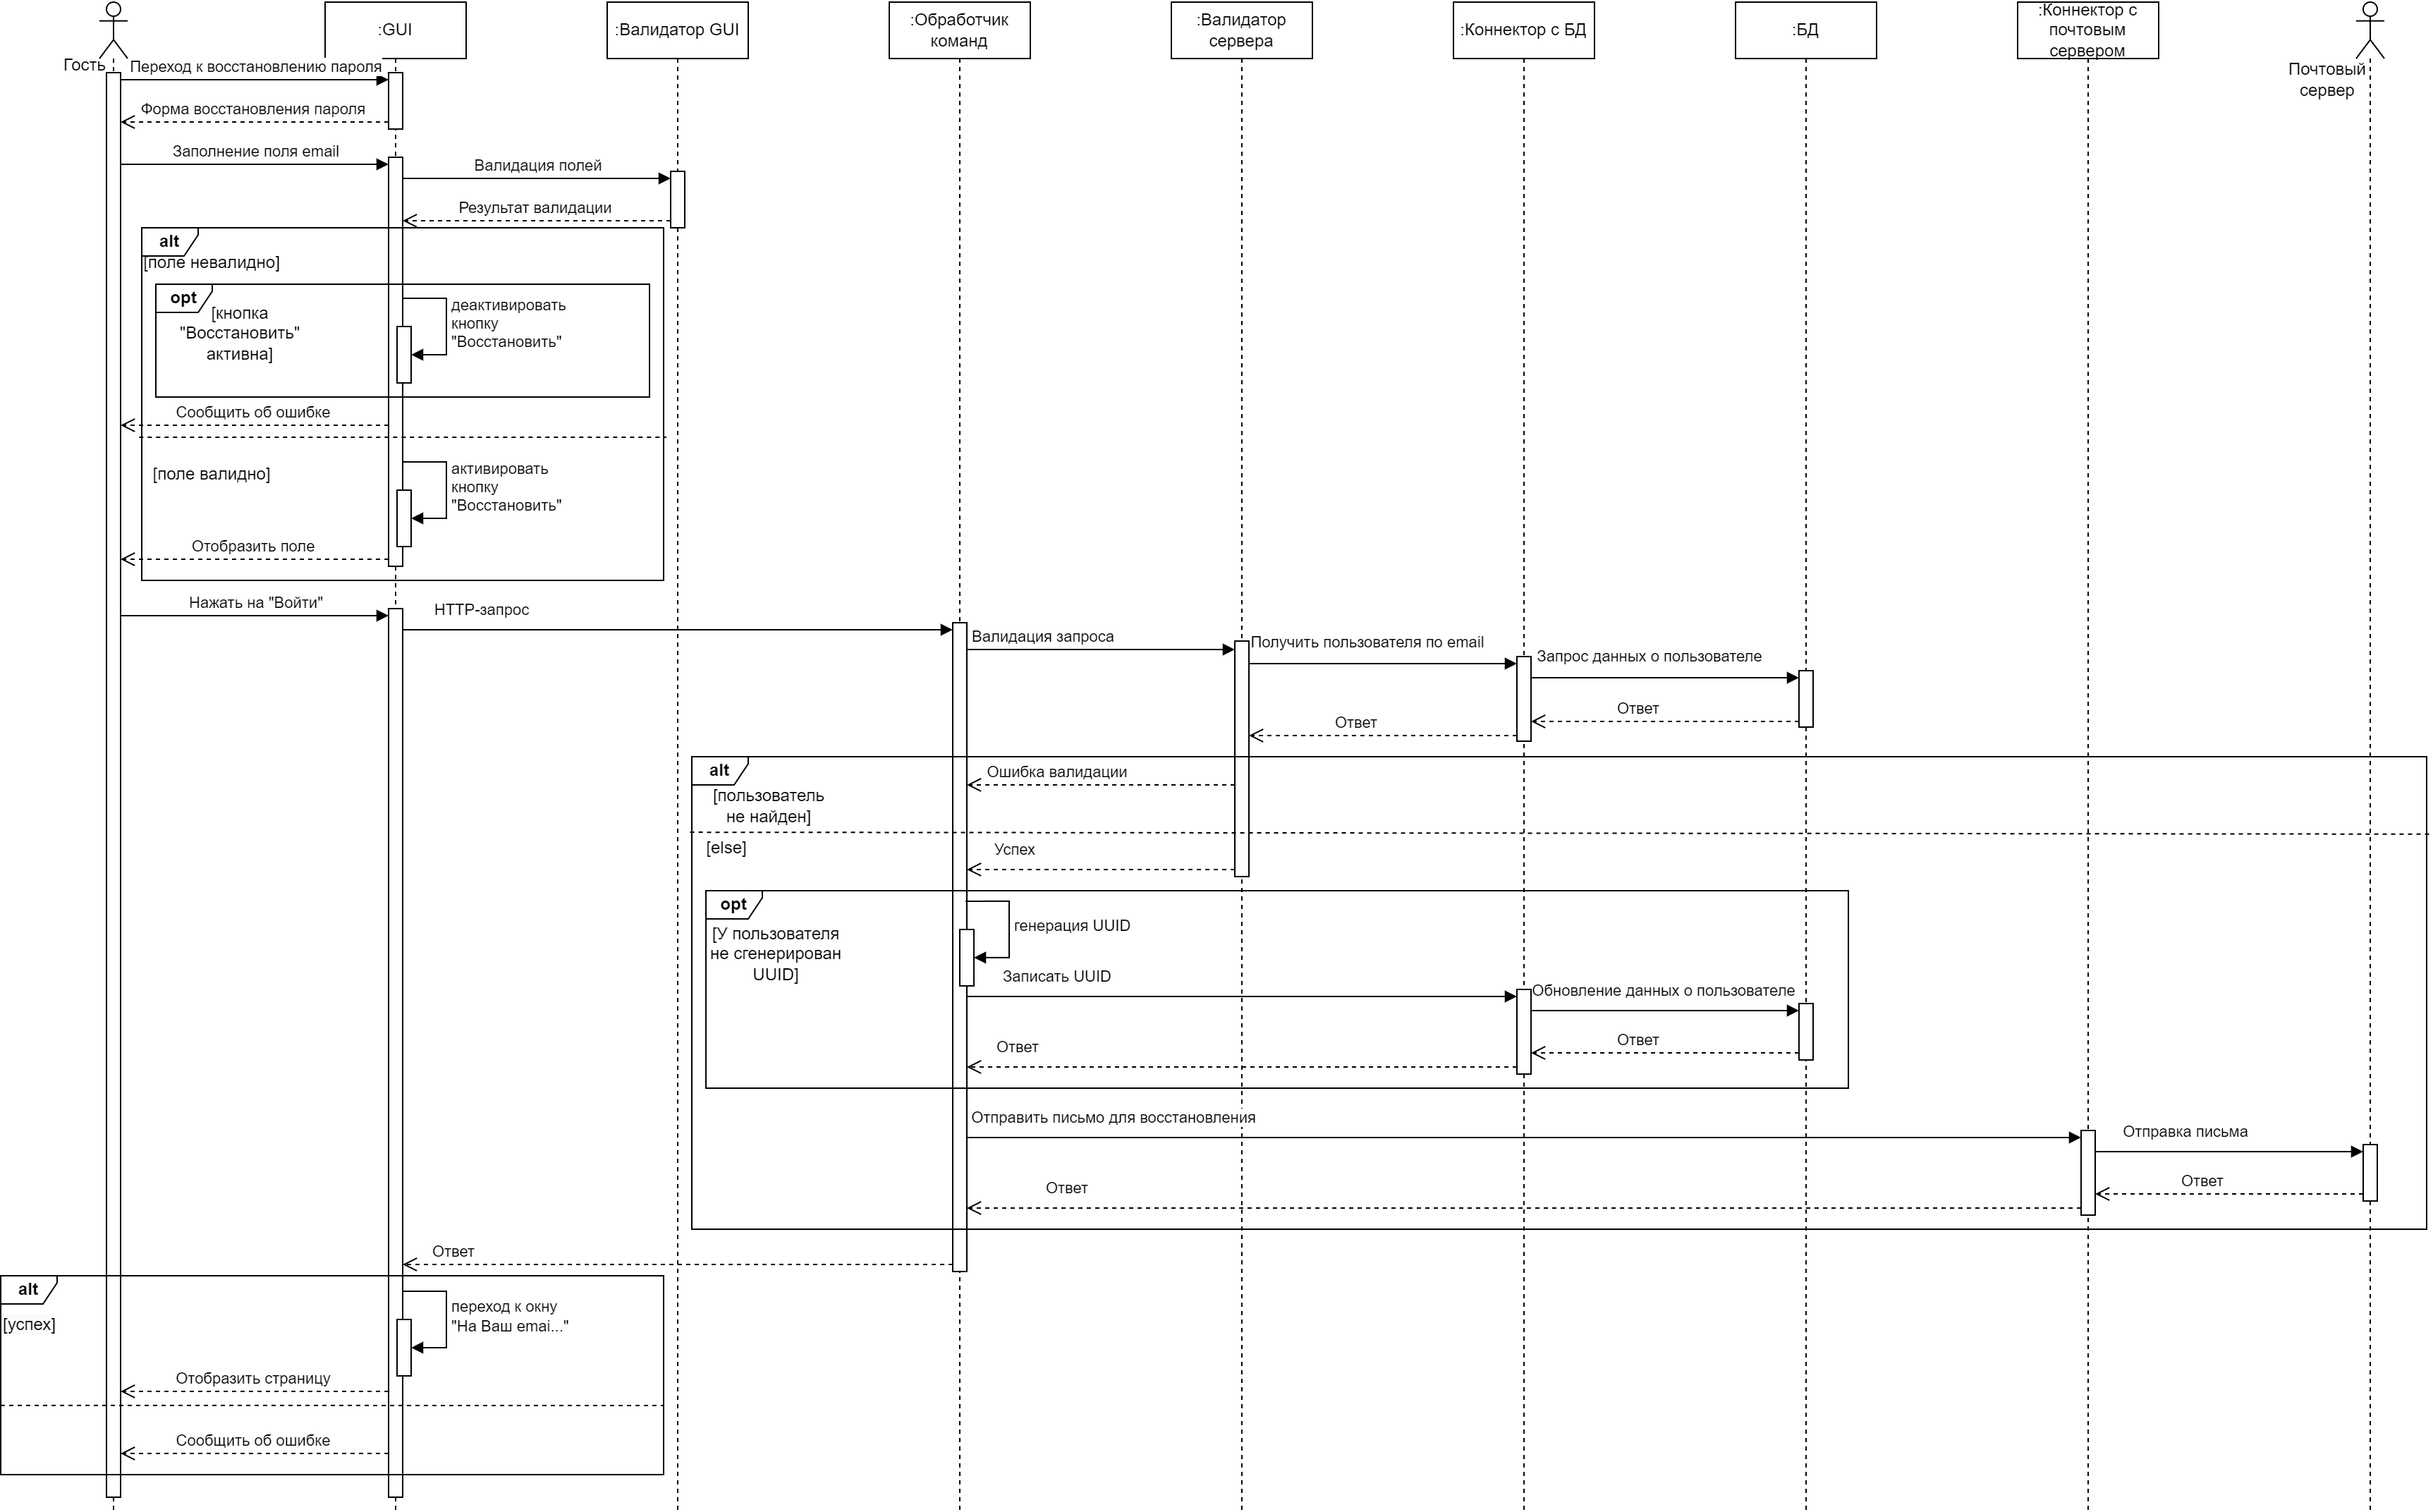 :GUI
:Валидатор GUI
:Обработчик
команд
:Валидатор
сервера
:Коннектор с БД
:БД
:Коннектор с
почтовым
сервером
Гость
Почтовый
сервер
Переход к восстановлению пароля
Форма восстановления пароля
Заполнение поля email
Валидация полей
Результат валидации
alt
[поле невалидно]
opt
[кнопка
"Восстановить"
активна]
деактивировать
кнопку
"Восстановить"
Сообщить об ошибке
[поле валидно]
активировать
кнопку
"Восстановить"
Отобразить поле
Нажать на "Войти"
HTTP-запрос
Валидация запроса
Получить пользователя по email
Запрос данных о пользователе
Ответ
Ответ
alt
[пользователь
не найден]
Ошибка валидации
[else]
Успех
opt
[У пользователя
не сгенерирован
UUID]
генерация UUID
Записать UUID
Обновление данных о пользователе
Ответ
Ответ
Отправить письмо для восстановления
Отправка письма
Ответ
Ответ
Ответ
alt
[успех]
переход к окну
"На Ваш emai..."
Отобразить страницу
Сообщить об ошибке